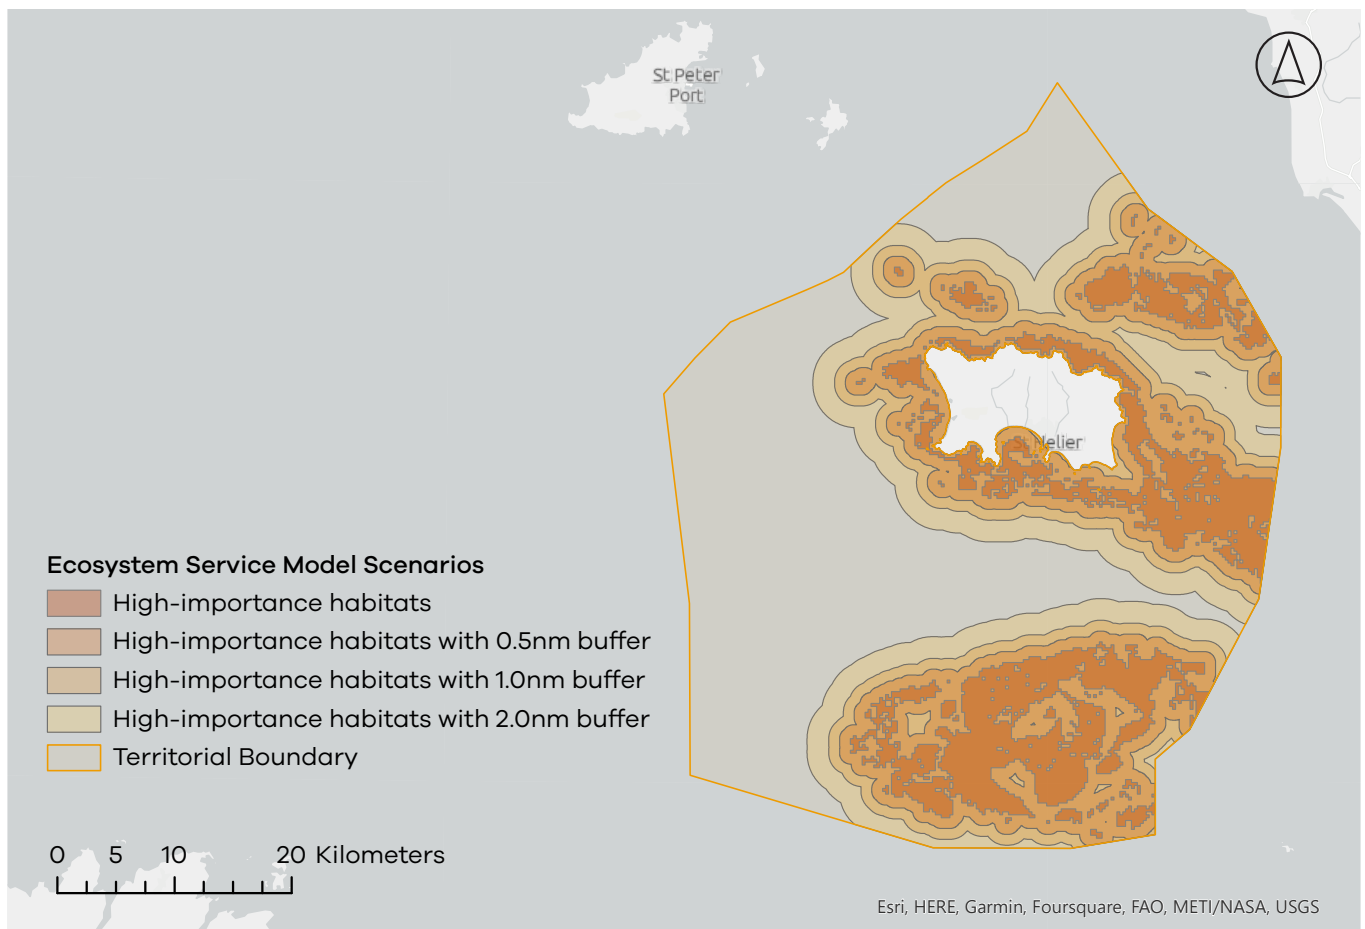 St Peter
Port
St Helier
Ecosystem Service Model Scenarios
High-importance habitats
High-importance habitats with 0.5nm buffer
High-importance habitats with 1.0nm buffer
High-importance habitats with 2.0nm buffer
Territorial Boundary
0 5 10 20 Kilometers
Esri, HERE, Garmin, Foursquare, FAO, METI/NASA, USGS